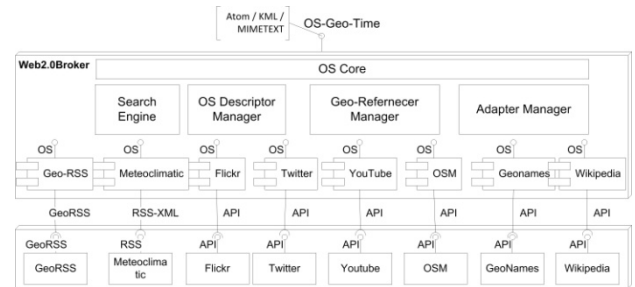 Atom / KML /
MIMETEXT
OS-Geo-Time
Web2.0Broker
OS Core
Search
Engine
OS Descriptor
Manager
Geo-Refernecer
Manager
Adapter Manager
OS OS OS OS OS OS OS OS
Geo-RSS Meteoclimatic Flickr Twitter YouTube OSM Geonames Wikipedia
GeoRSS RSS-XML API API API API API API
GeoRSS RSS API API API API API API
GeoRSS Meteoclima
tic Flickr Twitter Youtube OSM GeoNames Wikipedia